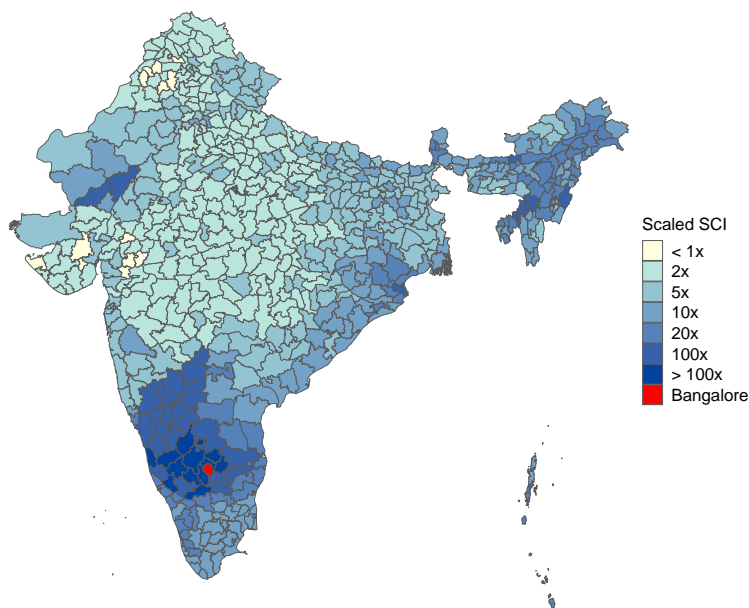 Scaled SCI
< 1x
2x
5x
10x
20x
100x
> 100x
Bangalore